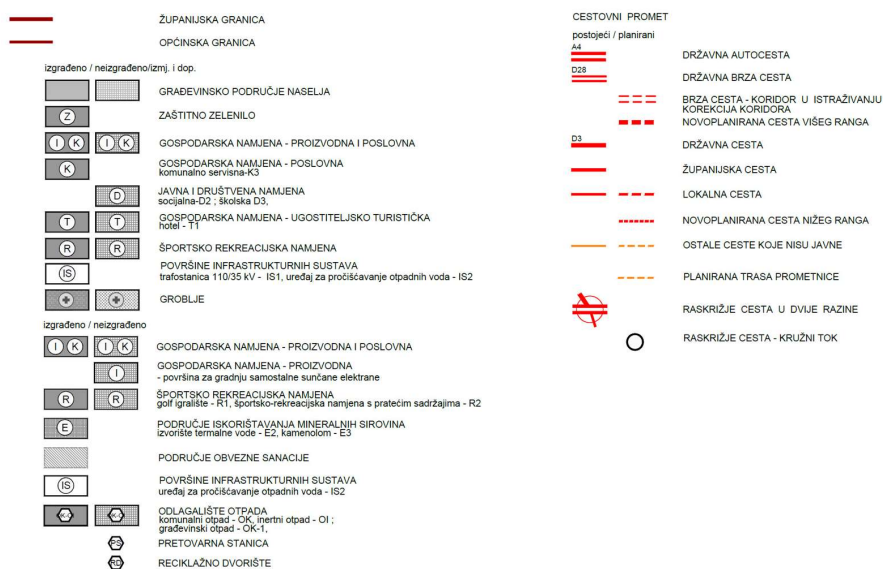 ŽUPANIJSKA GRANICA
OPĆINSKA GRANICA
izgrađeno / neizgrađeno/izmj. i dop.
GRAĐEVINSKO PODRUČJE NASELJA
Z
ZAŠTITNO ZELENILO
I K I K
GOSPODARSKA NAMJENA - PROIZVODNA I POSLOVNA
K
GOSPODARSKA NAMJENA - POSLOVNA
komunalno servisna-K3
D
JAVNA I DRUŠTVENA NAMJENA
socijalna-D2 ; školska D3,
T T
GOSPODARSKA NAMJENA - UGOSTITELJSKO TURISTIČKA
hotel - T1
R R
ŠPORTSKO REKREACIJSKA NAMJENA
IS
POVRŠINE INFRASTRUKTURNIH SUSTAVA
trafostanica 110/35 kV - IS1, uređaj za pročišćavanje otpadnih voda - IS2
GROBLJE
izgrađeno / neizgrađeno
I K I K
GOSPODARSKA NAMJENA - PROIZVODNA I POSLOVNA
I
GOSPODARSKA NAMJENA - PROIZVODNA
- površina za gradnju samostalne sunčane elektrane
R R
ŠPORTSKO REKREACIJSKA NAMJENA
golf igralište - R1, športsko-rekreacijska namjena s pratećim sadržajima - R2
E
PODRUČJE ISKORIŠTAVANJA MINERALNIH SIROVINA
izvorište termalne vode - E2, kamenolom - E3
PODRUČJE OBVEZNE SANACIJE
IS
POVRŠINE INFRASTRUKTURNIH SUSTAVA
uređaj za pročišćavanje otpadnih voda - IS2
ODLAGALIŠTE OTPADA
komunalni otpad - OK, inertni otpad - OI ;
građevinski otpad - OK-1,
PS
PRETOVARNA STANICA
RD
RECIKLAŽNO DVORIŠTE
CESTOVNI PROMET
postojeći / planirani
A4
DRŽAVNA AUTOCESTA
D28
DRŽAVNA BRZA CESTA
BRZA CESTA - KORIDOR U ISTRAŽIVANJU
KOREKCIJA KORIDORA
NOVOPLANIRANA CESTA VIŠEG RANGA
D3
DRŽAVNA CESTA
ŽUPANIJSKA CESTA
LOKALNA CESTA
NOVOPLANIRANA CESTA NIŽEG RANGA
OSTALE CESTE KOJE NISU JAVNE
PLANIRANA TRASA PROMETNICE
RASKRIŽJE CESTA U DVIJE RAZINE
RASKRIŽJE CESTA - KRUŽNI TOK